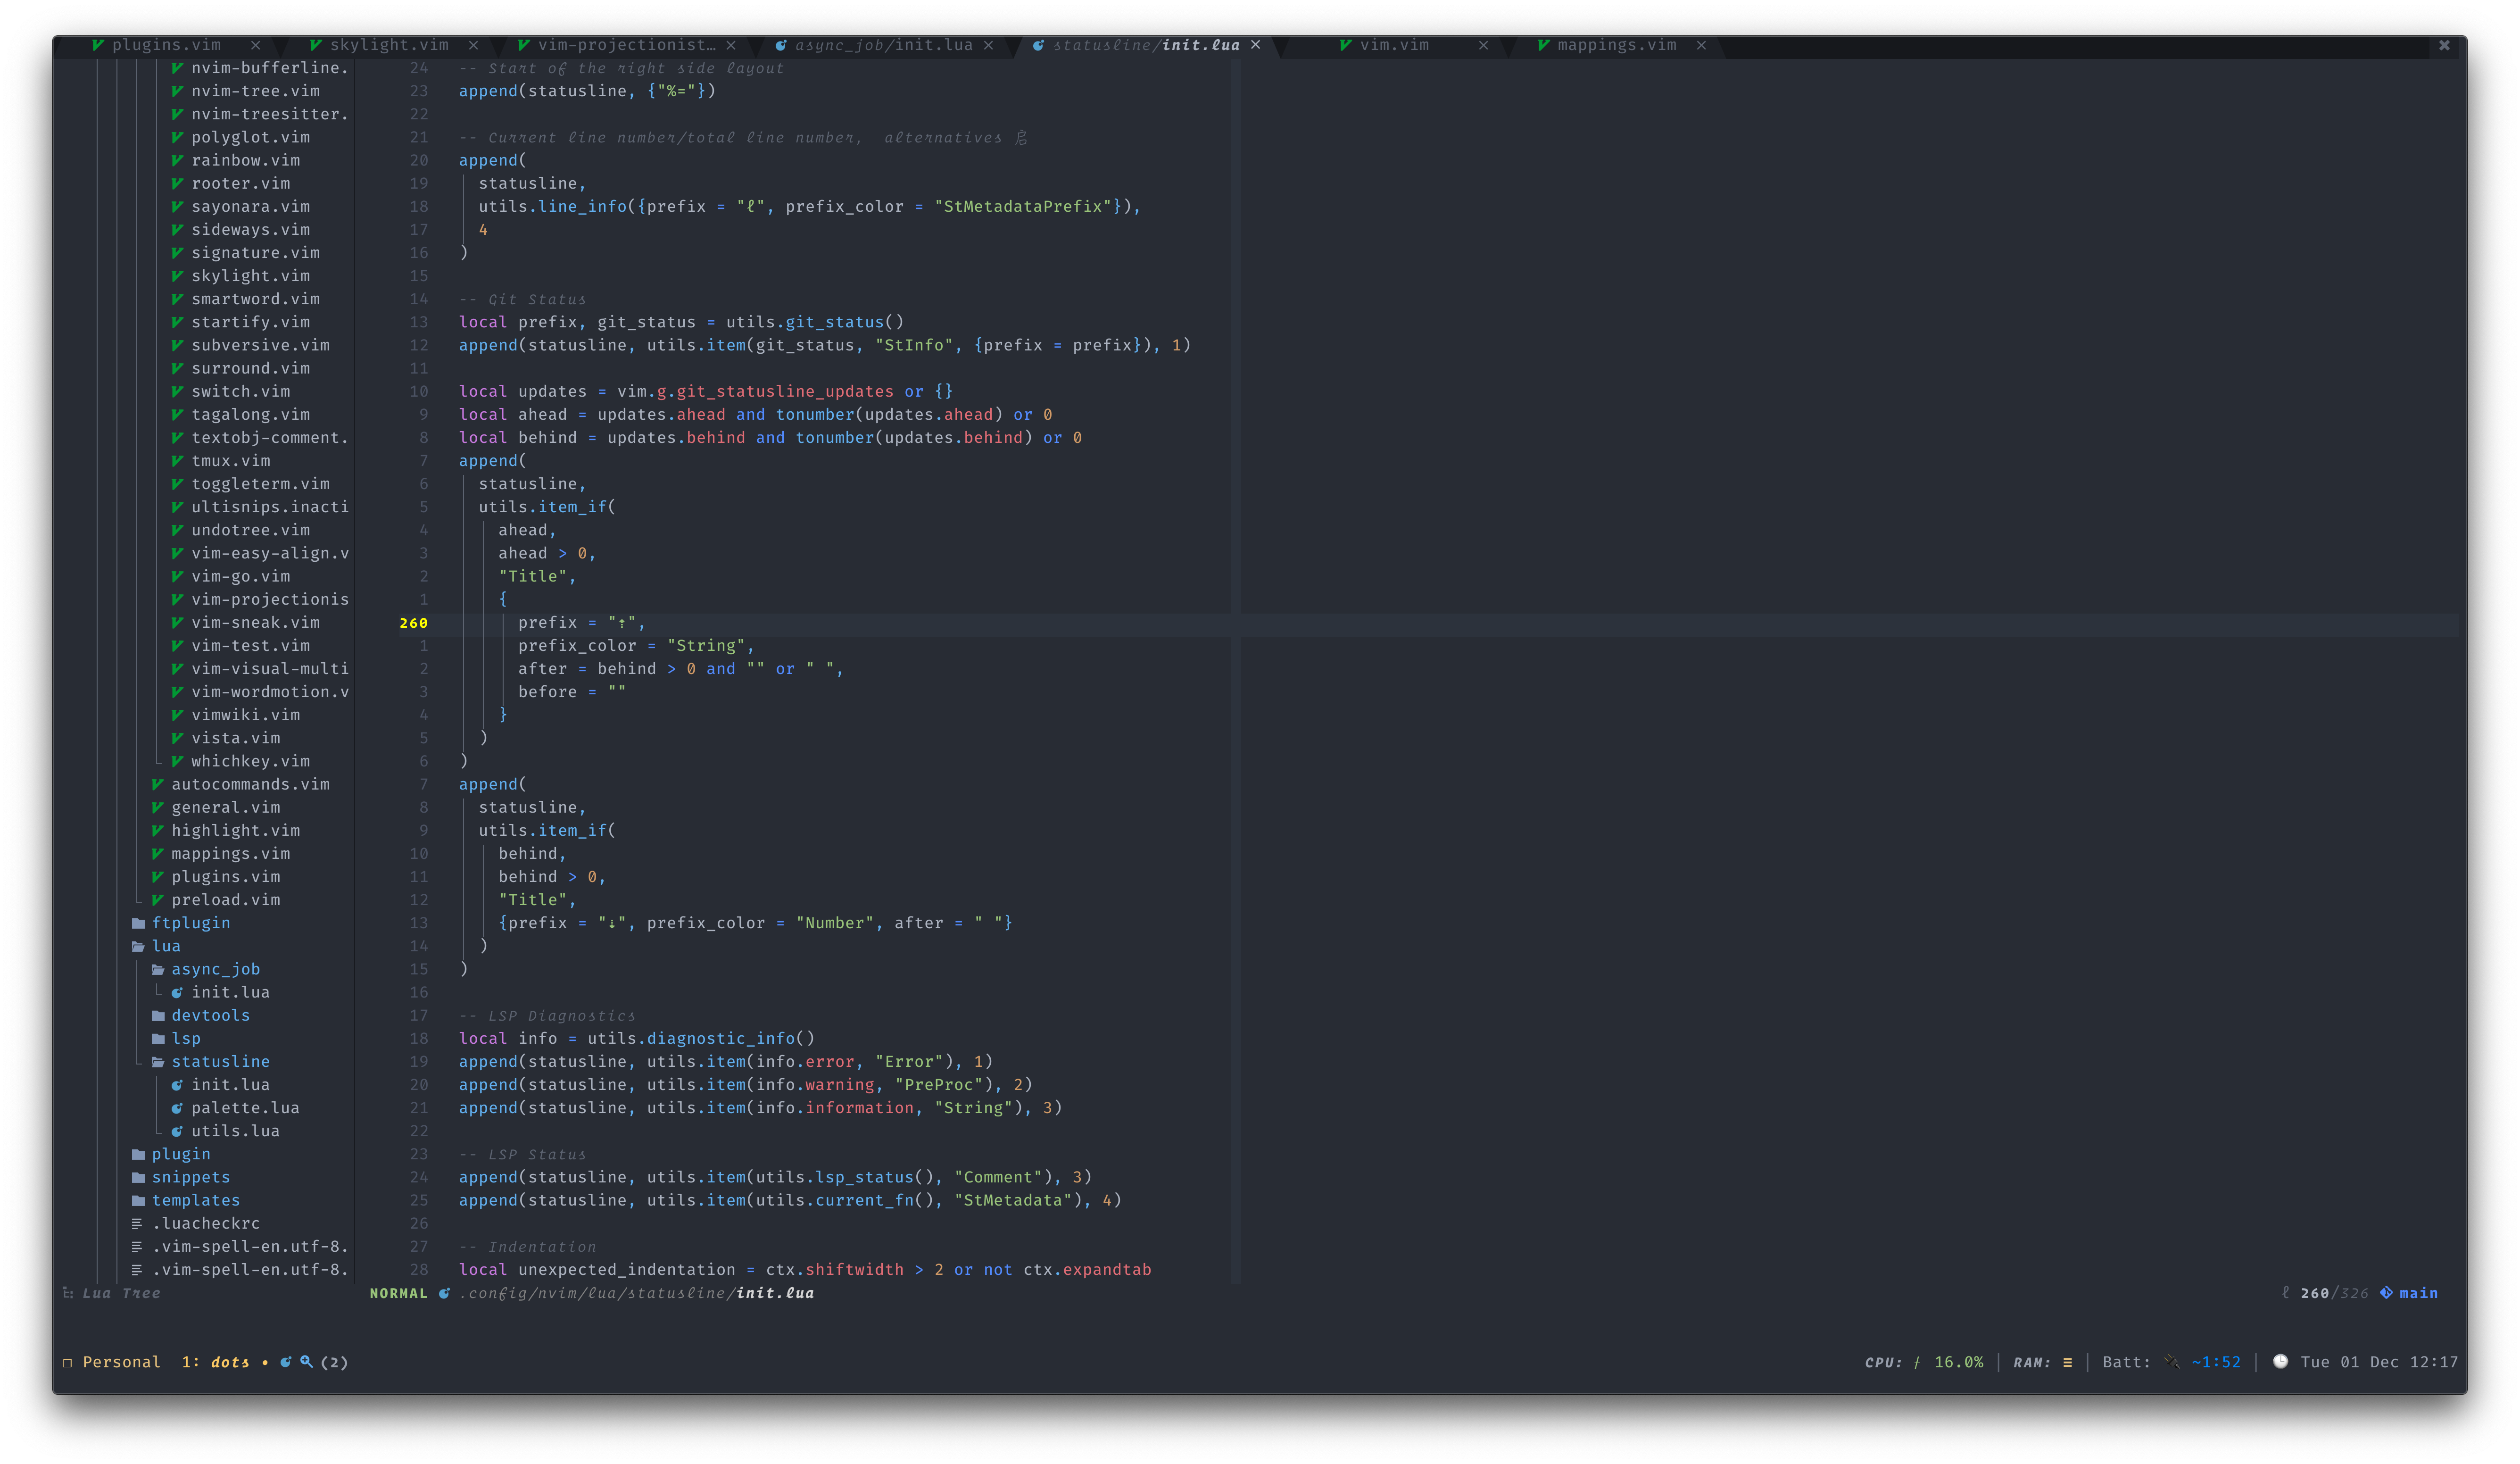 plugins.vim × skylight.vim × vim-projectionist… × async_job/init.lua × statusline/init.lua × vim.vim × mappings.vim ×
nvim-bufferline.
nvim-tree.vim
nvim-treesitter.
polyglot.vim
rainbow.vim
rooter.vim
sayonara.vim
sideways.vim
signature.vim
skylight.vim
smartword.vim
startify.vim
subversive.vim
surround.vim
switch.vim
tagalong.vim
textobj-comment.
tmux.vim
toggleterm.vim
ultisnips.inacti
undotree.vim
vim-easy-align.v
vim-go.vim
vim-projectionis
vim-sneak.vim
vim-test.vim
vim-visual-multi
vim-wordmotion.v
vimwiki.vim
vista.vim
whichkey.vim
autocommands.vim
general.vim
highlight.vim
mappings.vim
plugins.vim
preload.vim
ftplugin
lua
async_job
init.lua
devtools
lsp
statusline
init.lua
palette.lua
utils.lua
plugin
snippets
templates
.luacheckrc
.vim-spell-en.utf-8.
.vim-spell-en.utf-8.
24 -- Start of the right side layout
23 append(statusline, {"%="})
22
21 -- Current line number/total line number,  alternatives
20 append(
19 statusline,
18 utils.line_info({prefix = "ℓ", prefix_color = "StMetadataPrefix"}),
17 4
16 )
15
14 -- Git Status
13 local prefix, git_status = utils.git_status()
12 append(statusline, utils.item(git_status, "StInfo", {prefix = prefix}), 1)
11
10 local updates = vim.g.git_statusline_updates or {}
9 local ahead = updates.ahead and tonumber(updates.ahead) or 0
8 local behind = updates.behind and tonumber(updates.behind) or 0
7 append(
6 statusline,
5 utils.item_if(
4 ahead,
3 ahead > 0,
2 "Title",
1 {
260 prefix = "⇡",
1 prefix_color = "String",
2 after = behind > 0 and "" or " ",
3 before = ""
4 }
5 )
6 )
7 append(
8 statusline,
9 utils.item_if(
10 behind,
11 behind > 0,
12 "Title",
13 {prefix = "⇣", prefix_color = "Number", after = " "}
14 )
15 )
16
17 -- LSP Diagnostics
18 local info = utils.diagnostic_info()
19 append(statusline, utils.item(info.error, "Error"), 1)
20 append(statusline, utils.item(info.warning, "PreProc"), 2)
21 append(statusline, utils.item(info.information, "String"), 3)
22
23 -- LSP Status
24 append(statusline, utils.item(utils.lsp_status(), "Comment"), 3)
25 append(statusline, utils.item(utils.current_fn(), "StMetadata"), 4)
26
27 -- Indentation
28 local unexpected_indentation = ctx.shiftwidth > 2 or not ctx.expandtab
Lua Tree NORMAL .config/nvim/lua/statusline/init.lua ℓ 260/326 main
❐ Personal 1: dots • (2) CPU: 16.0% | RAM: ≡ | Batt: ~1:52 | Tue 01 Dec 12:17